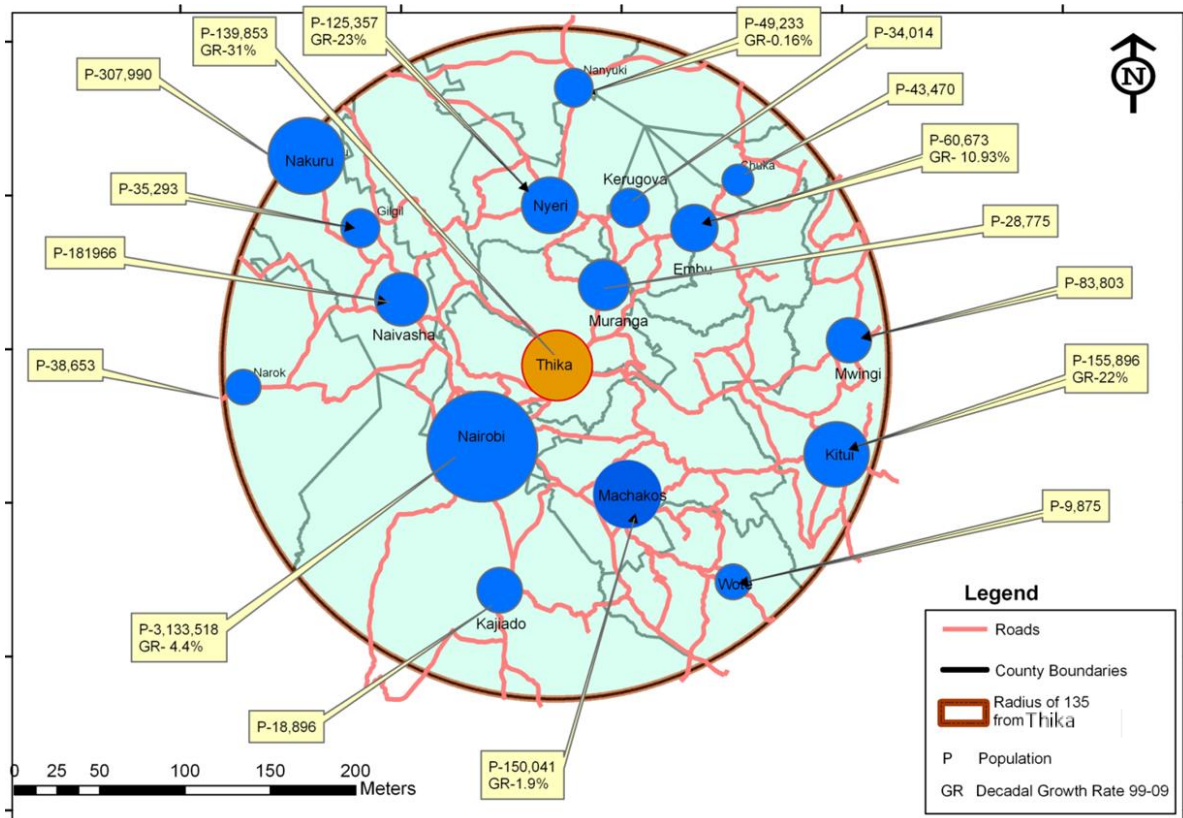 P-139,853
GR-31%
P-125,357
GR-23%
P-49,233
GR-0.16%
P-34,014
P-307,990
P-43,470
P-60,673
GR- 10.93%
P-35,293
P-28,775
P-181966
P-83,803
P-38,653
P-155,896
GR-22%
P-9,875
P-3,133,518
GR- 4.4%
P-18,896
P-150,041
GR-1.9%
N
Nanyuki
Nakuru
Chuka
Kerugova
Gilgil
Nyeri
Embu
Naivasha
Muranga
Mwingi
Thika
Narok
Nairobi
Kitui
Machakos
Wote
Kajiado
Legend
Roads
County Boundaries
Radius of 135
from Thika
P Population
GR Decadal Growth Rate 99-09
0 25 50 100 150 200
Meters